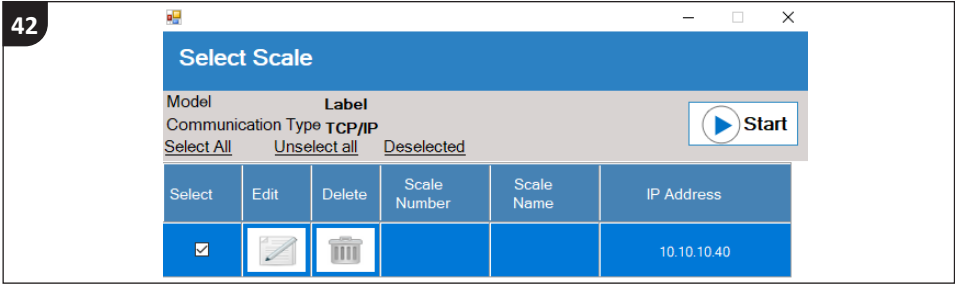 42
Select Scale
Model Label
Communication Type TCP/IP
Start
Select All Unselect all Deselected
Select Edit Delete Scale Number Scale Name IP Address
10.10.10.40